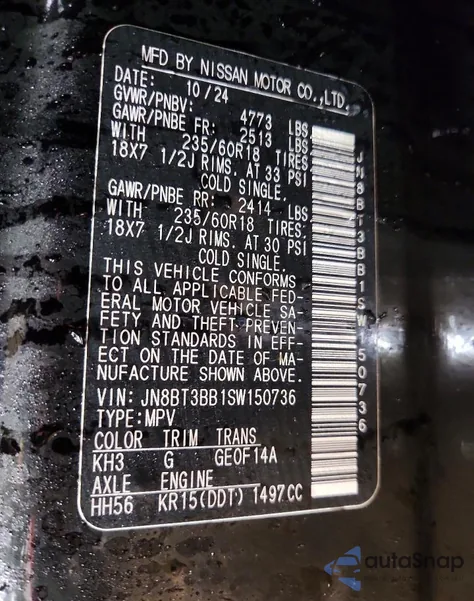 MFD BY NISSAN MOTOR CO.,LTD.
DATE: 10/24
GVWR/PNBV: 4773 LBS
GAWR/PNBE FR: 2513 LBS
WITH 235/60R18 TIRES,
18X7 1/2J RIMS. AT 33 PSI
COLD SINGLE.
GAWR/PNBE RR: 2414 LBS
WITH 235/60R18 TIRES,
18X7 1/2J RIMS. AT 30 PSI
COLD SINGLE.
THIS VEHICLE CONFORMS
TO ALL APPLICABLE FED-
ERAL MOTOR VEHICLE SA-
FETY AND THEFT PREVEN-
TION STANDARDS IN EFF-
ECT ON THE DATE OF MA-
NUFACTURE SHOWN ABOVE.
VIN: JN8BT3BB1SW150736
TYPE:MPV
COLOR TRIM TRANS
KH3 G GEOF14A
AXLE ENGINE
HH56 KR15(DDT) 1497CC
JN8BT3BB1SW150736
autaSnap